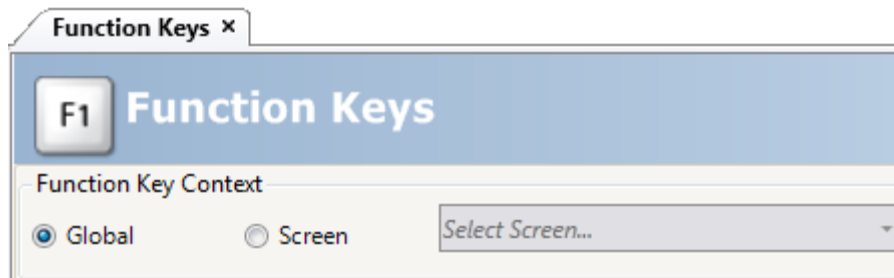 Function Keys ×
F1 Function Keys
Function Key Context
Global Screen Select Screen...